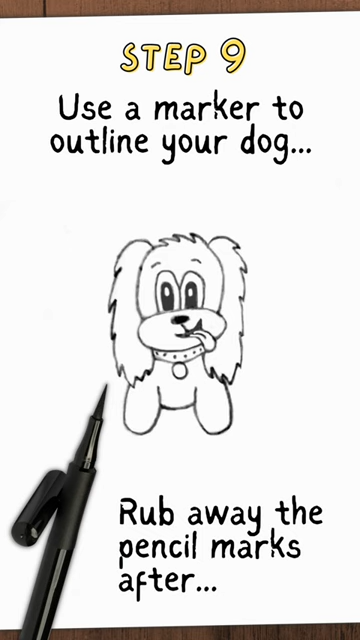 STEP 9
Use a marker to
outline your dog...
Rub away the
pencil marks
after...